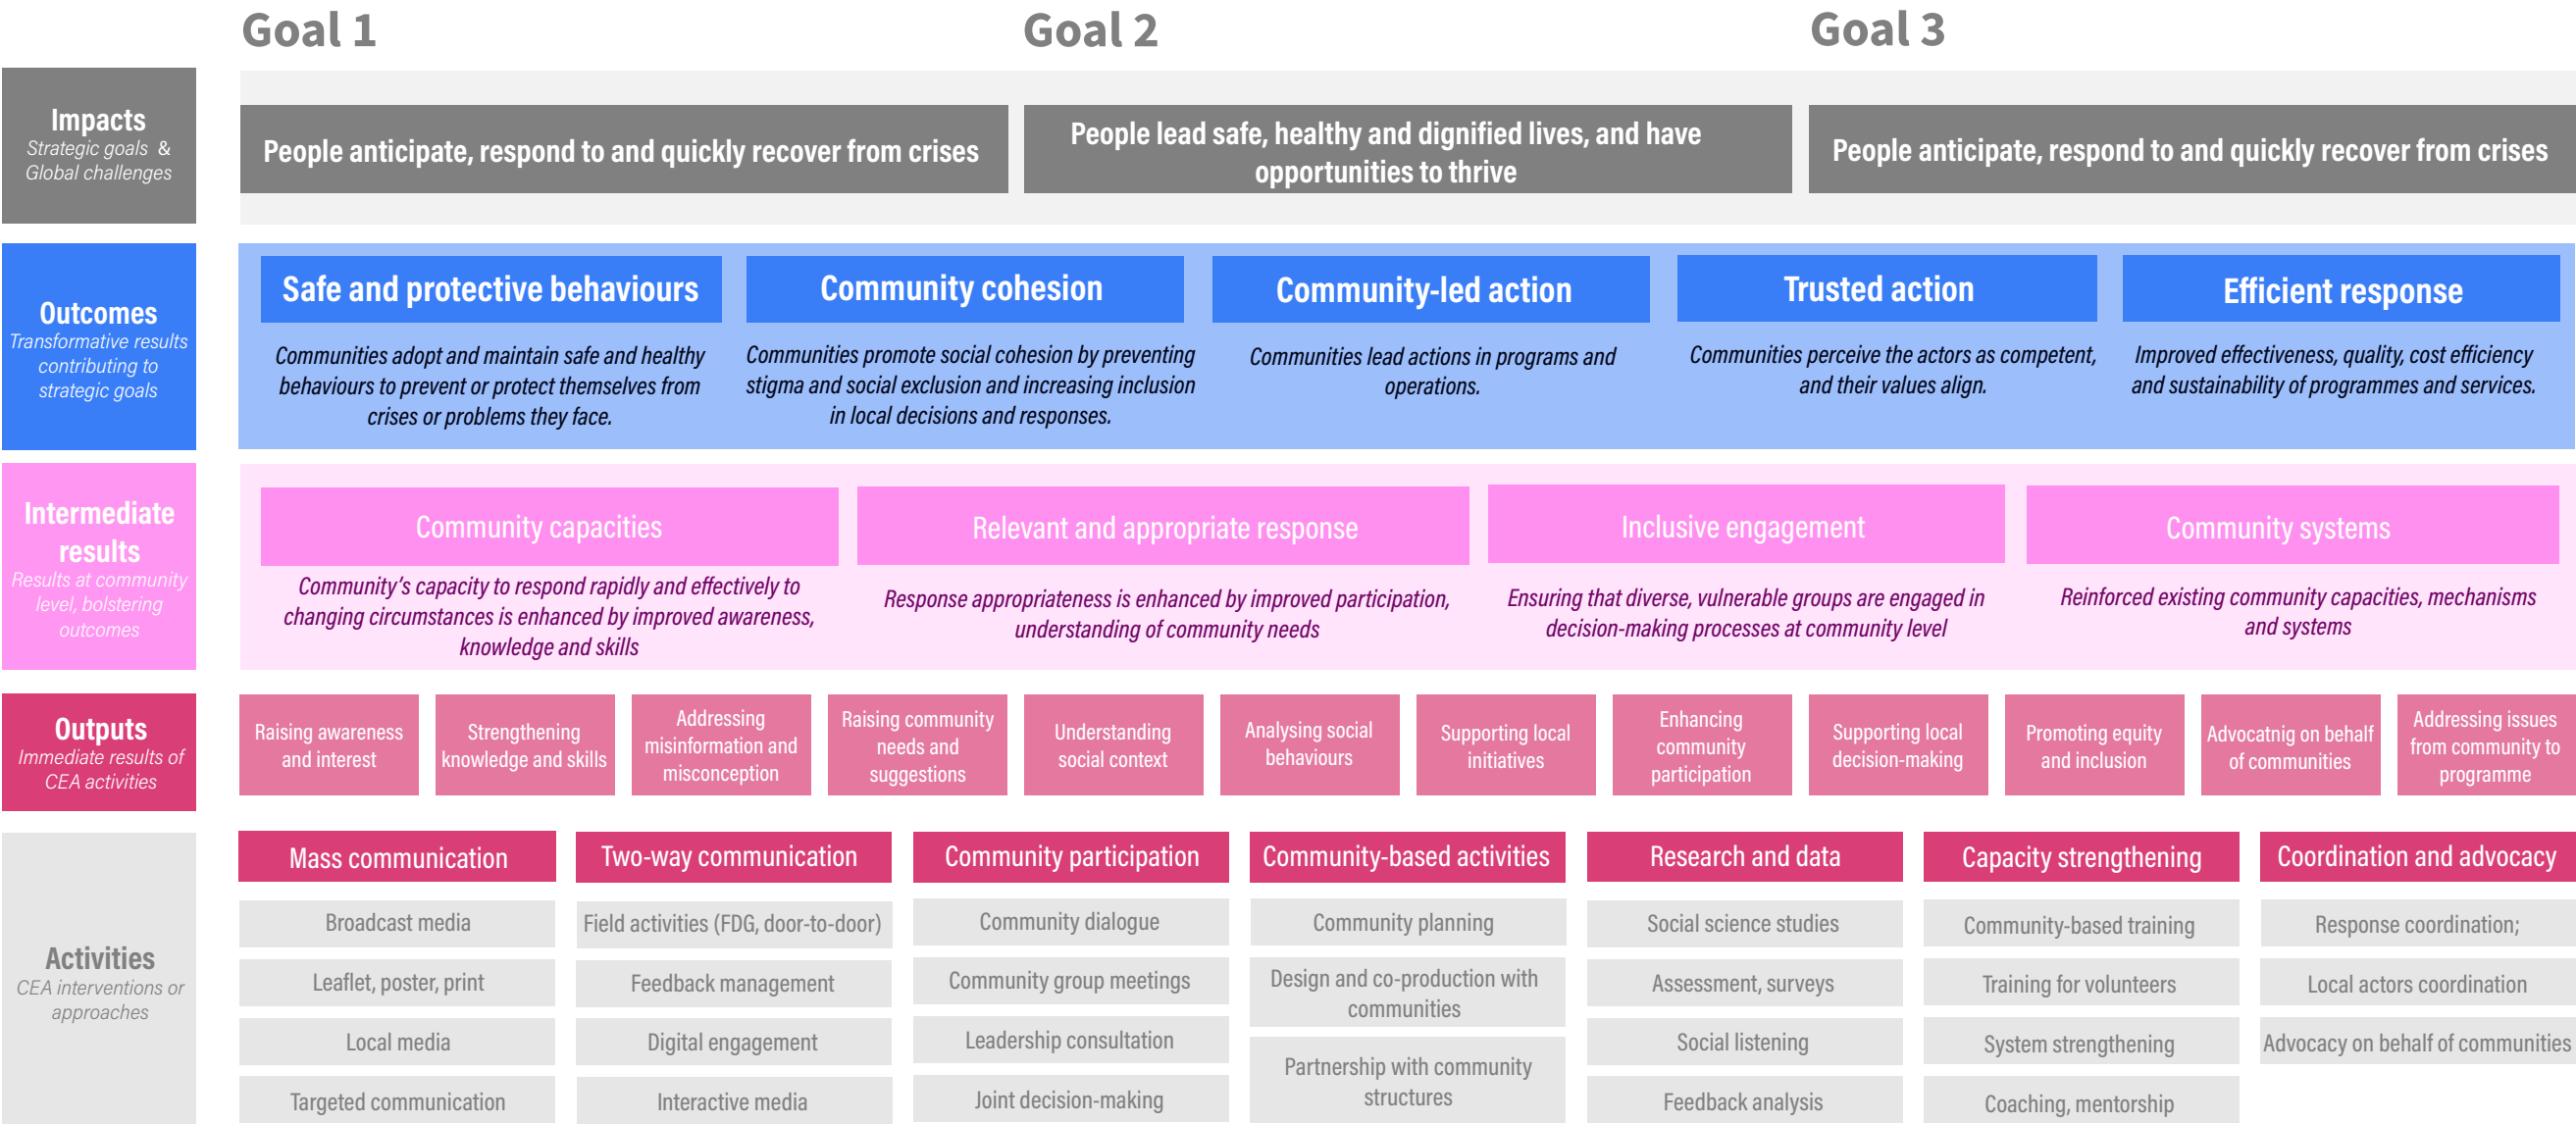 Goal 1
Goal 2
Goal 3
Impacts
Strategic goals &
Global challenges
People anticipate, respond to and quickly recover from crises
People lead safe, healthy and dignified lives, and have
opportunities to thrive
People anticipate, respond to and quickly recover from crises
Outcomes
Transformative results
contributing to
strategic goals
Safe and protective behaviours
Communities adopt and maintain safe and healthy
behaviours to prevent or protect themselves from
crises or problems they face.
Community cohesion
Communities promote social cohesion by preventing
stigma and social exclusion and increasing inclusion
in local decisions and responses.
Community-led action
Communities lead actions in programs and
operations.
Trusted action
Communities perceive the actors as competent,
and their values align.
Efficient response
Improved effectiveness, quality, cost efficiency
and sustainability of programmes and services.
Intermediate
results
Results at community
level, bolstering
outcomes
Community capacities
Community's capacity to respond rapidly and effectively to
changing circumstances is enhanced by improved awareness,
knowledge and skills
Relevant and appropriate response
Response appropriateness is enhanced by improved participation,
understanding of community needs
Inclusive engagement
Ensuring that diverse, vulnerable groups are engaged in
decision-making processes at community level
Community systems
Reinforced existing community capacities, mechanisms
and systems
Outputs
Immediate results of
CEA activities
Raising awareness
and interest
Strengthening
knowledge and skills
Addressing
misinformation and
misconception
Raising community
needs and
suggestions
Understanding
social context
Analysing social
behaviours
Supporting local
initiatives
Enhancing
community
participation
Supporting local
decision-making
Promoting equity
and inclusion
Advocatnig on behalf
of communities
Addressing issues
from community to
programme
Activities
CEA interventions or
approaches
Mass communication
Broadcast media
Leaflet, poster, print
Local media
Targeted communication
Two-way communication
Field activities (FDG, door-to-door)
Feedback management
Digital engagement
Interactive media
Community participation
Community dialogue
Community group meetings
Leadership consultation
Joint decision-making
Community-based activities
Community planning
Design and co-production with
communities
Partnership with community
structures
Research and data
Social science studies
Assessment, surveys
Social listening
Feedback analysis
Capacity strengthening
Community-based training
Training for volunteers
System strengthening
Coaching, mentorship
Coordination and advocacy
Response coordination;
Local actors coordination
Advocacy on behalf of communities